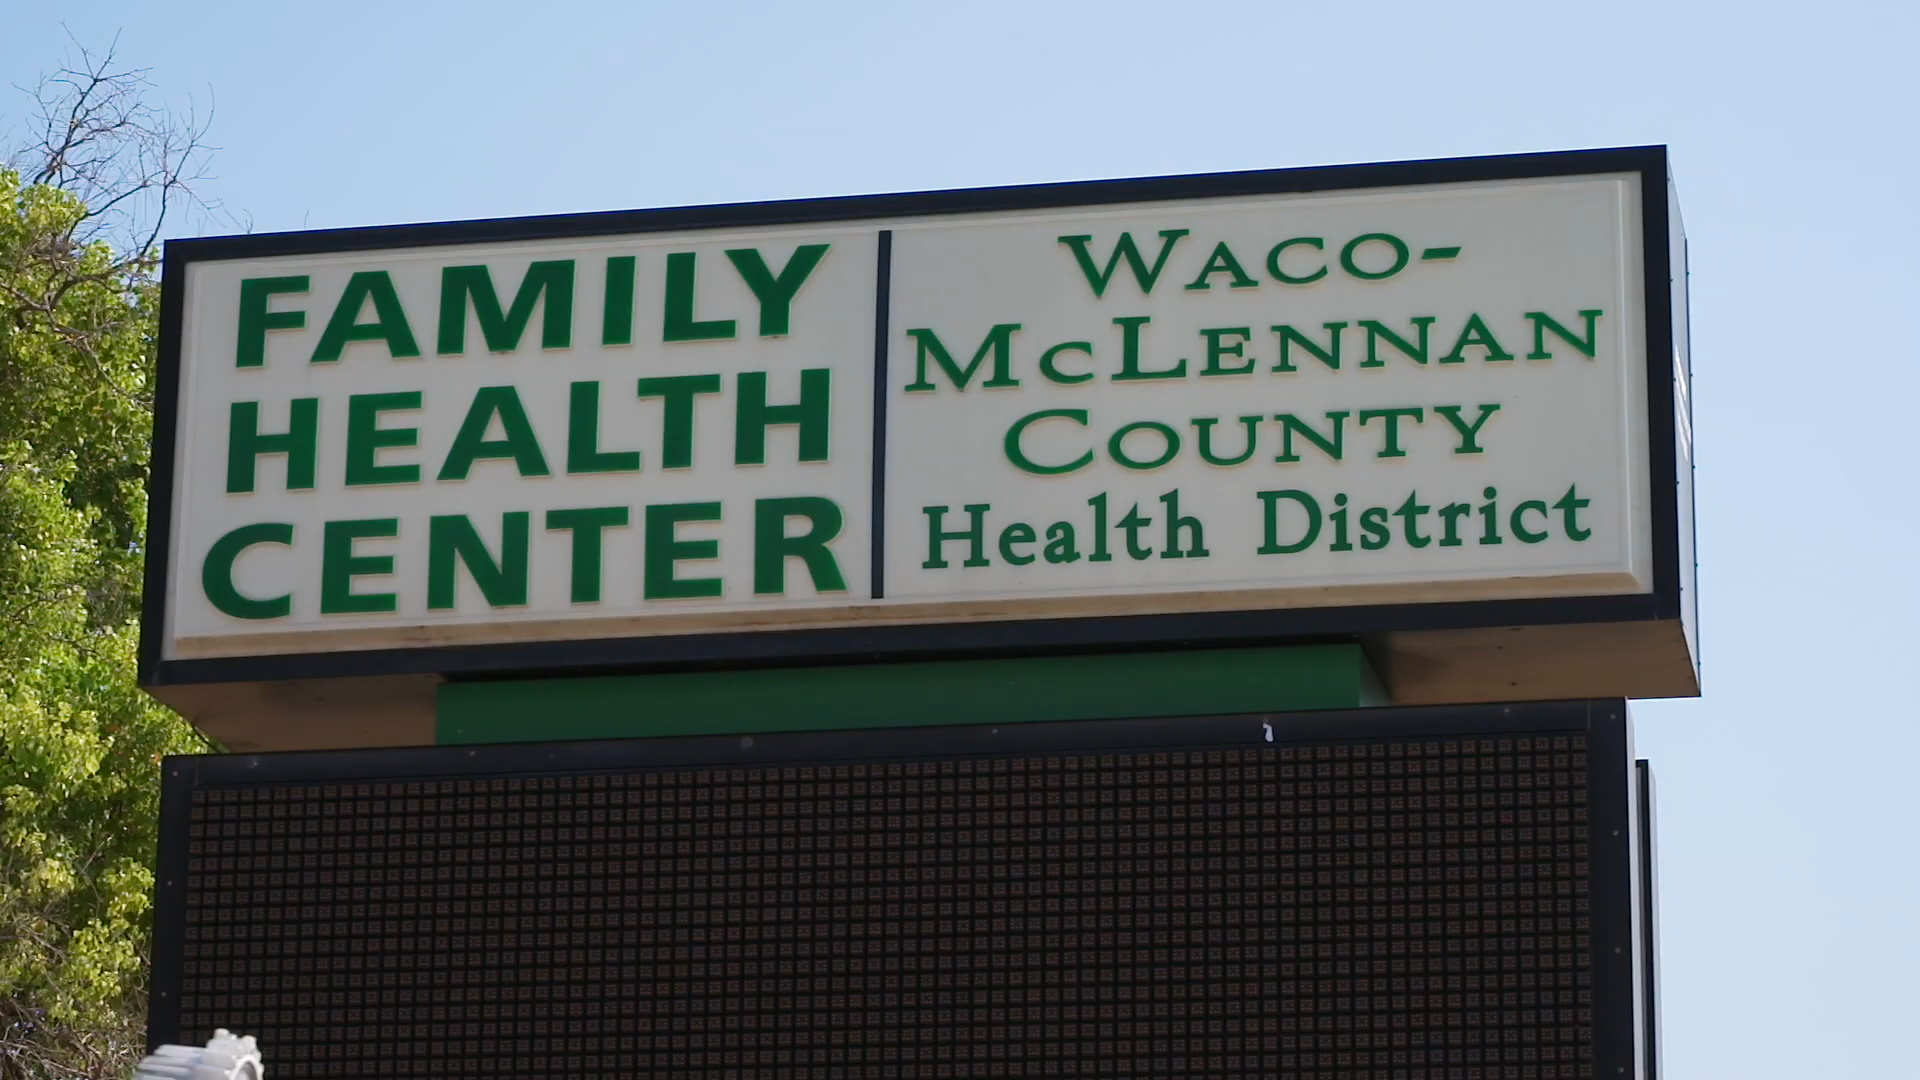 FAMILY
HEALTH
CENTER
WACO-
MCLENNAN
COUNTY
Health District